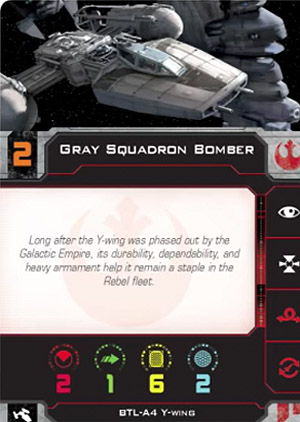 2 GRAY SQUADRON BOMBER
Long after the Y-wing was phased out by the
Galactic Empire, its durability, dependability, and
heavy armament help it remain a staple in the
Rebel fleet.
2 1 6 2
BTL-A4 Y-WING